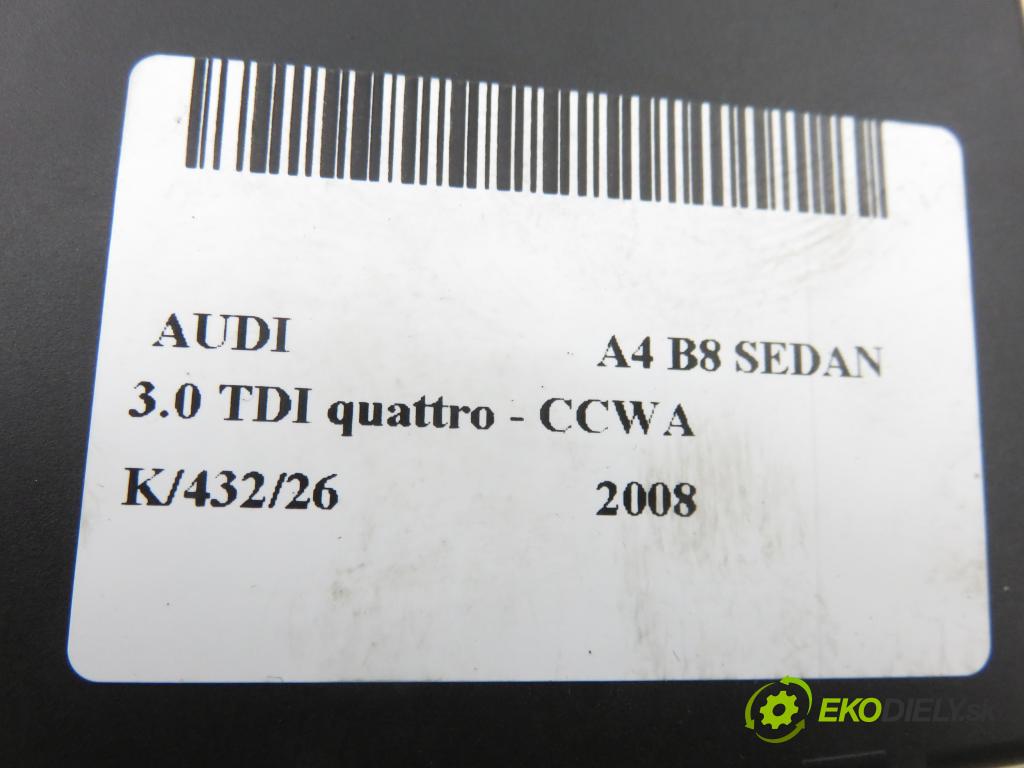 AUDI A4 B8 SEDAN
3.0 TDI quattro - CCWA
K/432/26 2008
EKODIELY.sk